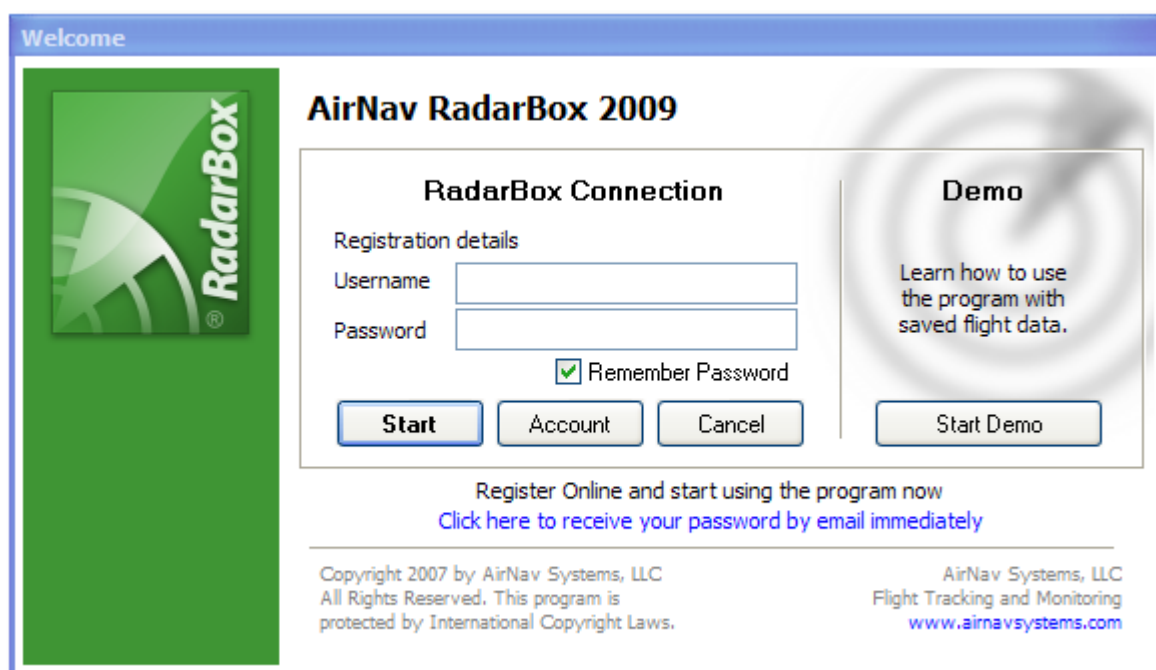 Welcome
RadarBox
®
AirNav RadarBox 2009
RadarBox Connection
Registration details
Username
Password
Remember Password
Start
Account
Cancel
Demo
Learn how to use
the program with
saved flight data.
Start Demo
Register Online and start using the program now
Click here to receive your password by email immediately
Copyright 2007 by AirNav Systems, LLC
All Rights Reserved. This program is
protected by International Copyright Laws.
AirNav Systems, LLC
Flight Tracking and Monitoring
www.airnavsystems.com